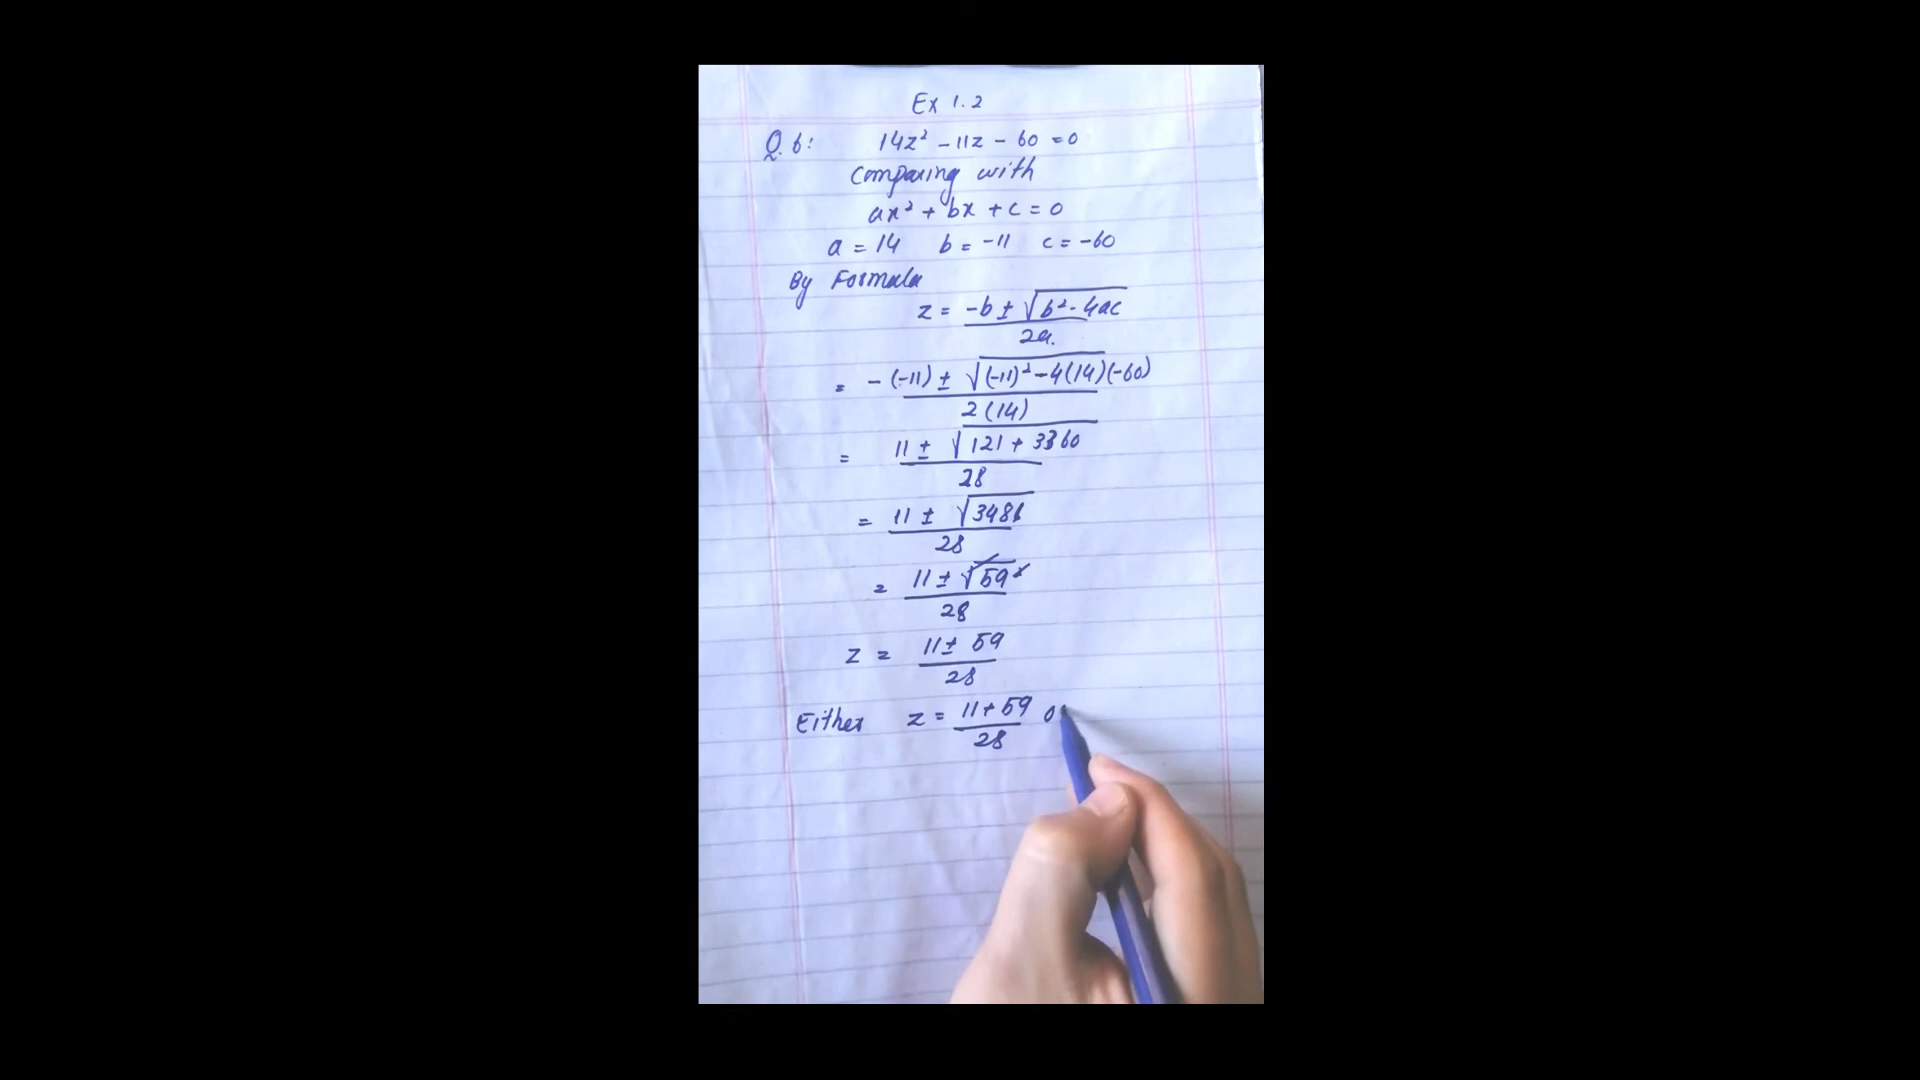 Ex 1.2
Q.6: 14z² - 11z - 60 = 0
Comparing with
ax² + bx + c = 0
a = 14 b = -11 c = -60
By Formula
z = -b ± √b² - 4ac / 2a.
= -(-11) ± √(-11)² - 4(14)(-60) / 2(14)
= 11 ± √121 + 3360 / 28
= 11 ± √3481 / 28
= 11 ± √59² / 28
z = 11 ± 59 / 28
Either z = 11 + 59 / 28 or